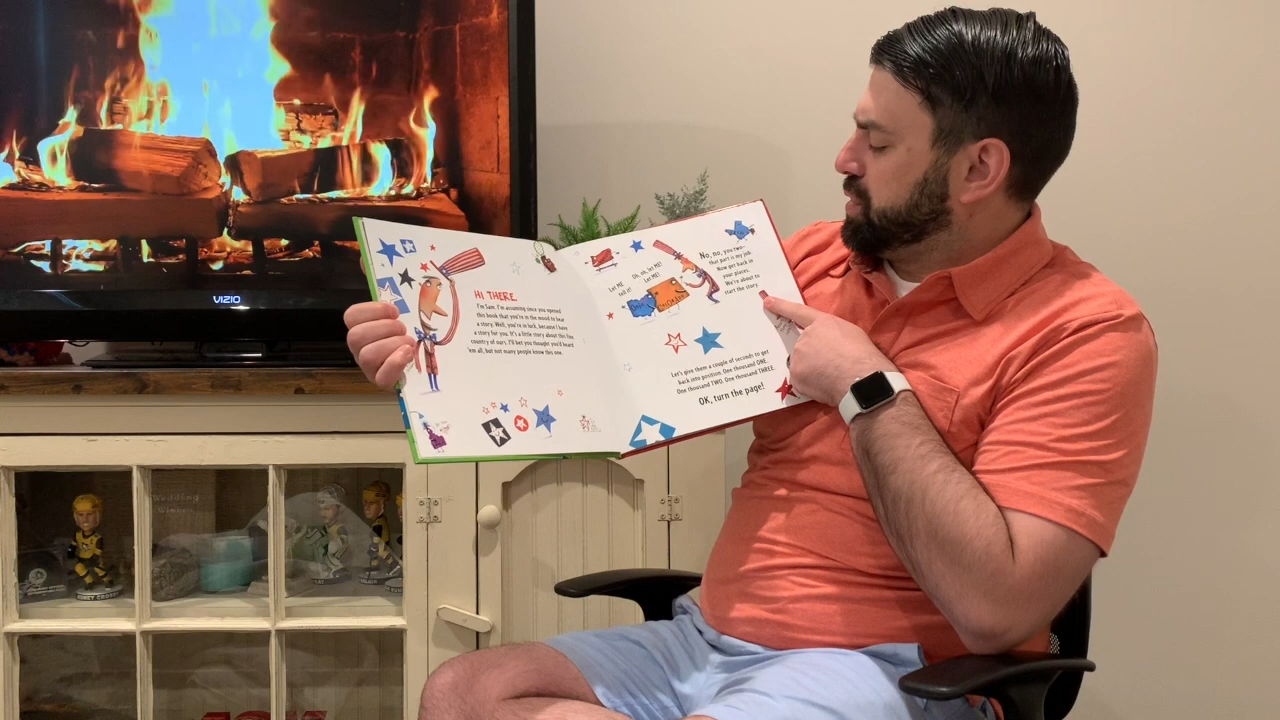 VIZIO
HI THERE.
I'm Sam. I'm assuming since you opened
this book that you're in the mood to hear
a story. Well, you're in luck, because I have
a story for you. It's a little story about this fine
country of ours. I'll bet you thought you'd heard
'em all, but not many people know this one.
Let ME
tell it!
Oh, oh, let ME!
Let ME!
No, no, you two—
that part is my job.
Now get back in
your places.
We're about to
start the story.
Let's give them a couple of seconds to get
back into position. One thousand ONE.
One thousand TWO. One thousand THREE.
OK, turn the page!
Wedding
Wishes
SIDNEY CROSBY